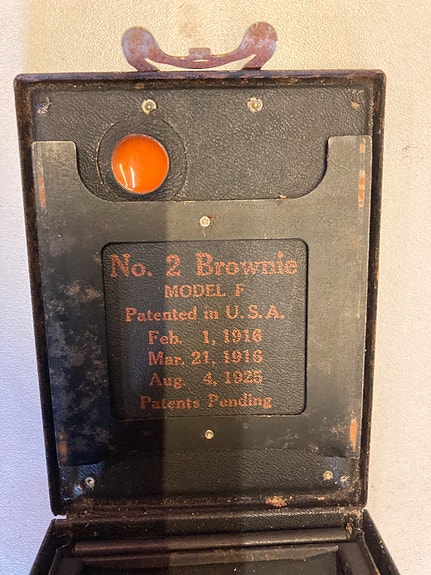 No. 2 Brownie
MODEL F
Patented in U.S.A.
Feb. 1, 1916
Mar. 21, 1916
Aug. 4, 1925
Patents Pending